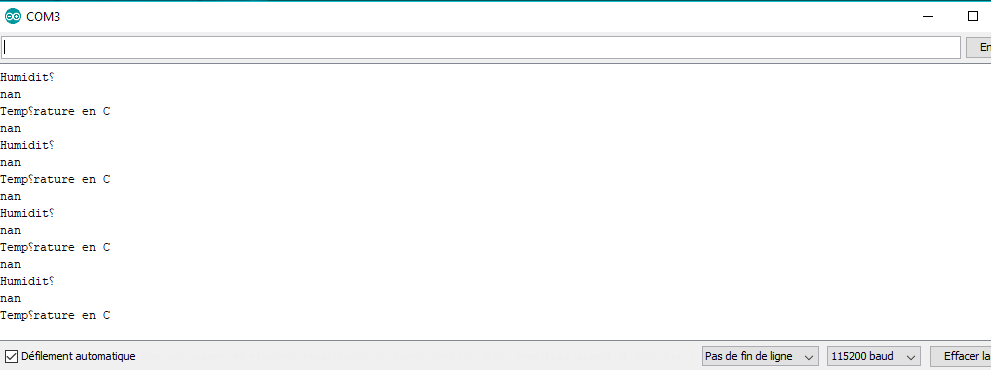 COM3
En
Humidit⸮
nan
Temp⸮rature en C
nan
Humidit⸮
nan
Temp⸮rature en C
nan
Humidit⸮
nan
Temp⸮rature en C
nan
Humidit⸮
nan
Temp⸮rature en C
Défilement automatique
Pas de fin de ligne
115200 baud
Effacer la